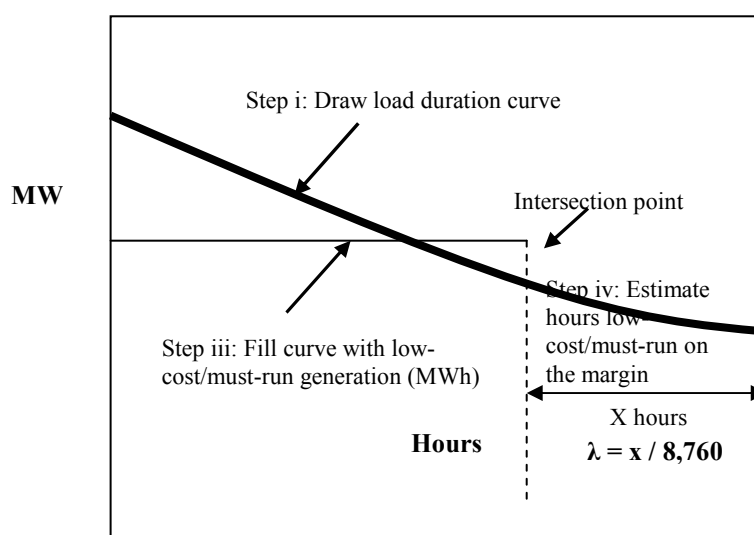 Step i: Draw load duration curve
MW
Intersection point
Step iv: Estimate
hours low-
cost/must-run on
the margin
Step iii: Fill curve with low-
cost/must-run generation (MWh)
X hours
Hours
λ = x / 8,760